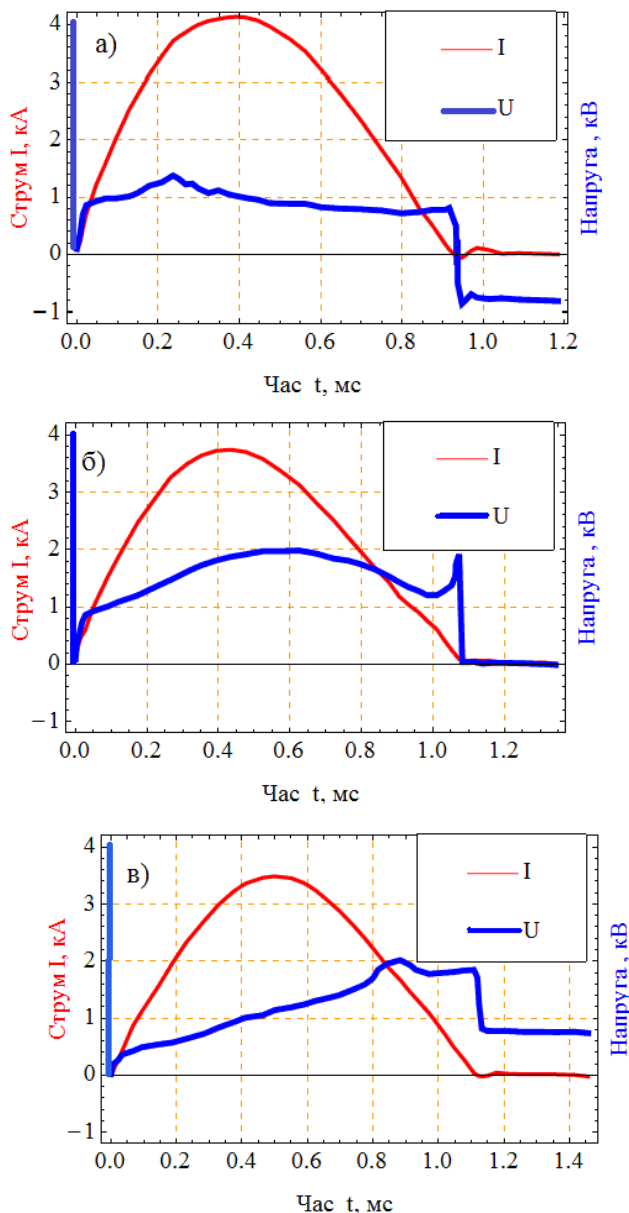 а)
I
U
4
3
2
1
0
−1
Струм I, кА
Напруга , кВ
0.0 0.2 0.4 0.6 0.8 1.0 1.2
Час t, мс
б)
I
U
4
3
2
1
0
−1
Струм I, кА
Напруга , кВ
0.0 0.2 0.4 0.6 0.8 1.0 1.2
Час t, мс
в)
I
U
4
3
2
1
0
−1
Струм I, кА
Напруга , кВ
0.0 0.2 0.4 0.6 0.8 1.0 1.2 1.4
Час t, мс